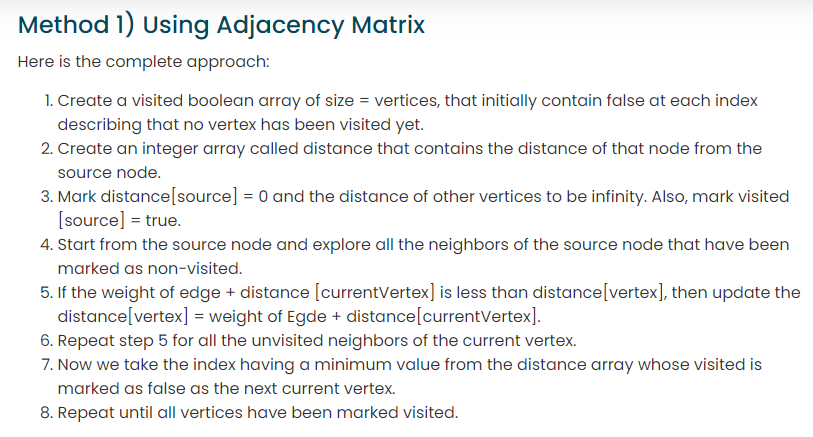 Method 1) Using Adjacency Matrix
Here is the complete approach:
1. Create a visited boolean array of size = vertices, that initially contain false at each index
describing that no vertex has been visited yet.
2. Create an integer array called distance that contains the distance of that node from the
source node.
3. Mark distance[source] = 0 and the distance of other vertices to be infinity. Also, mark visited
[source] = true.
4. Start from the source node and explore all the neighbors of the source node that have been
marked as non-visited.
5. If the weight of edge + distance [currentVertex] is less than distance[vertex], then update the
distance[vertex] = weight of Egde + distance[currentVertex].
6. Repeat step 5 for all the unvisited neighbors of the current vertex.
7. Now we take the index having a minimum value from the distance array whose visited is
marked as false as the next current vertex.
8. Repeat until all vertices have been marked visited.